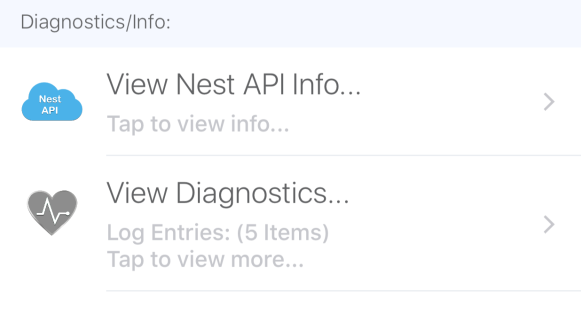 Diagnostics/Info:
View Nest API Info...
Nest
API
Tap to view info...
View Diagnostics...
Log Entries: (5 Items)
Tap to view more...